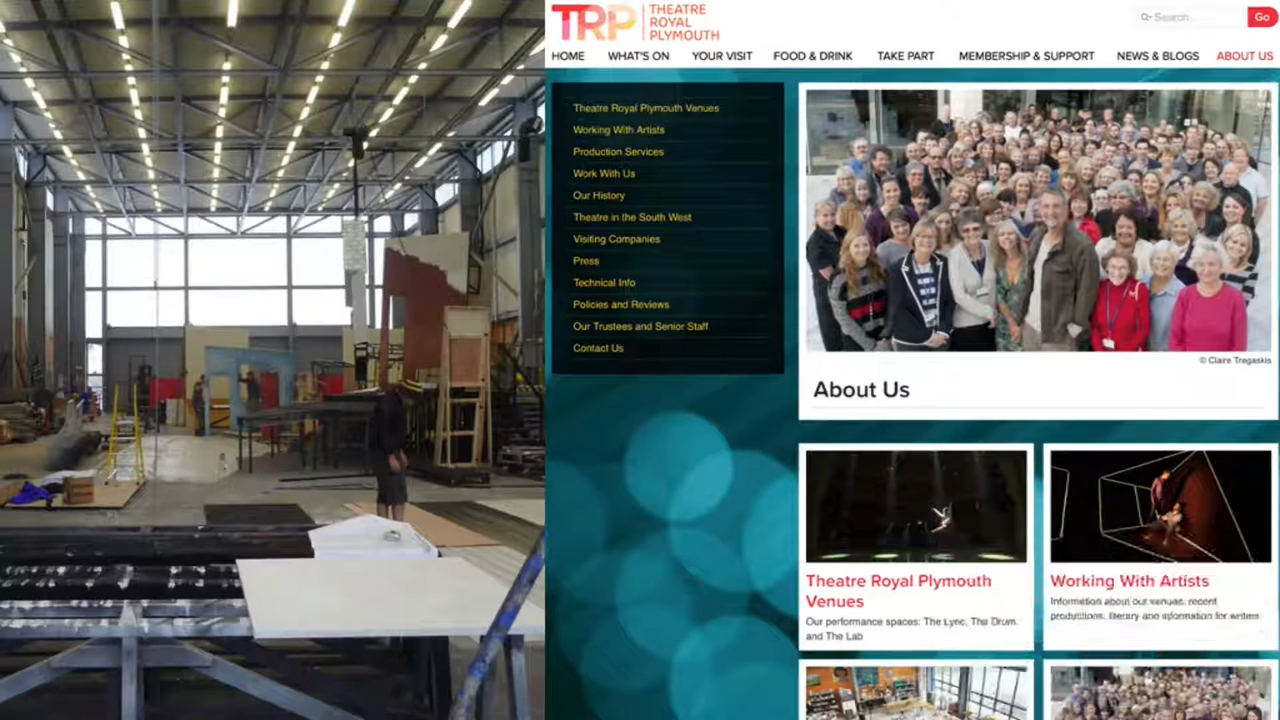 TRP
THEATRE
ROYAL
PLYMOUTH
Search...
Go
HOME
WHAT'S ON
YOUR VISIT
FOOD & DRINK
TAKE PART
MEMBERSHIP & SUPPORT
NEWS & BLOGS
ABOUT US
Theatre Royal Plymouth Venues
Working With Artists
Production Services
Work With Us
Our History
Theatre in the South West
Visiting Companies
Press
Technical Info
Policies and Reviews
Our Trustees and Senior Staff
Contact Us
© Claire Tregaskis
About Us
Theatre Royal Plymouth
Venues
Our performance spaces: The Lyric, The Drum
and The Lab
Working With Artists
Information about our venues, recent
productions, literary and information for writers